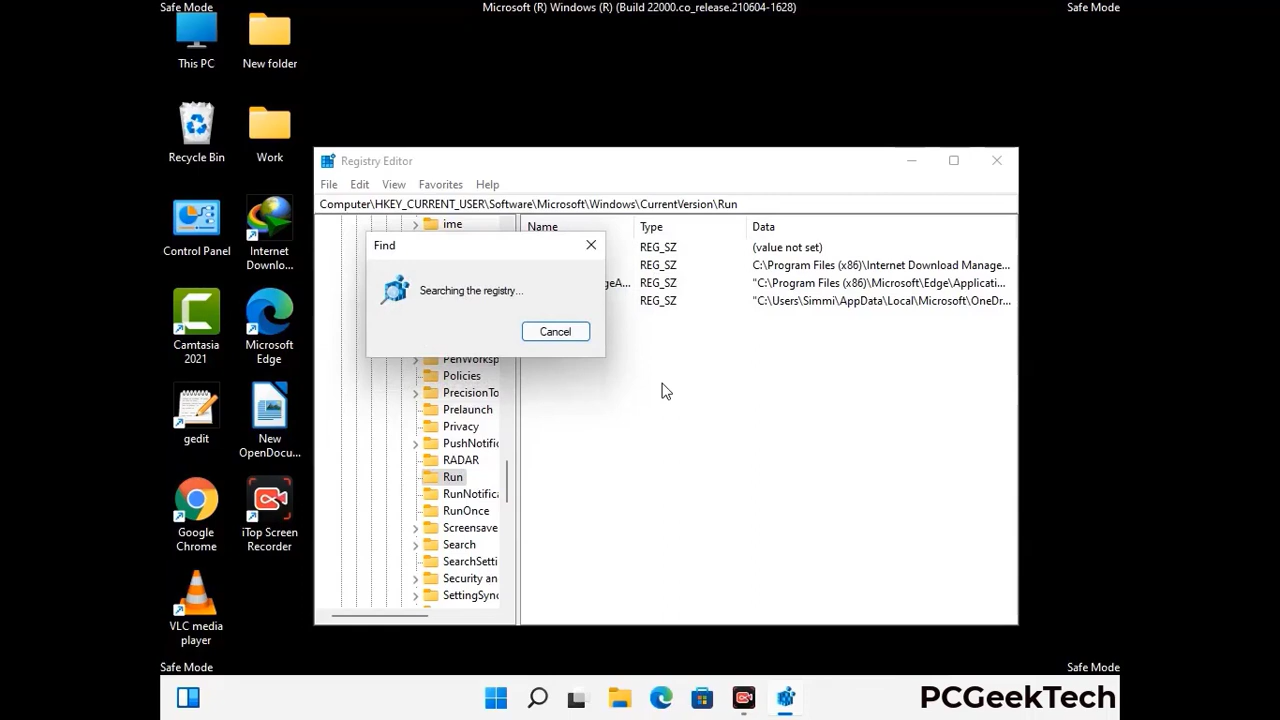 Safe Mode
Microsoft (R) Windows (R) (Build 22000.co_release.210604-1628)
Safe Mode
This PC
New folder
Recycle Bin
Work
Control Panel
Internet
Downlo...
Camtasia
2021
Microsoft
Edge
gedit
New
OpenDocu...
Google
Chrome
iTop Screen
Recorder
VLC media
player
Registry Editor
File Edit View Favorites Help
Computer\HKEY_CURRENT_USER\Software\Microsoft\Windows\CurrentVersion\Run
ime
PenWorksp
Policies
PrecisionTo
Prelaunch
Privacy
PushNotific
RADAR
Run
RunNotifica
RunOnce
Screensave
Search
SearchSetti
Security an
SettingSync
Name Type Data
REG_SZ (value not set)
REG_SZ C:\Program Files (x86)\Internet Download Manage...
geA... REG_SZ "C:\Program Files (x86)\Microsoft\Edge\Applicati...
REG_SZ "C:\Users\Simmi\AppData\Local\Microsoft\OneDr...
Find
Searching the registry...
Cancel
Safe Mode
Safe Mode
PCGeekTech